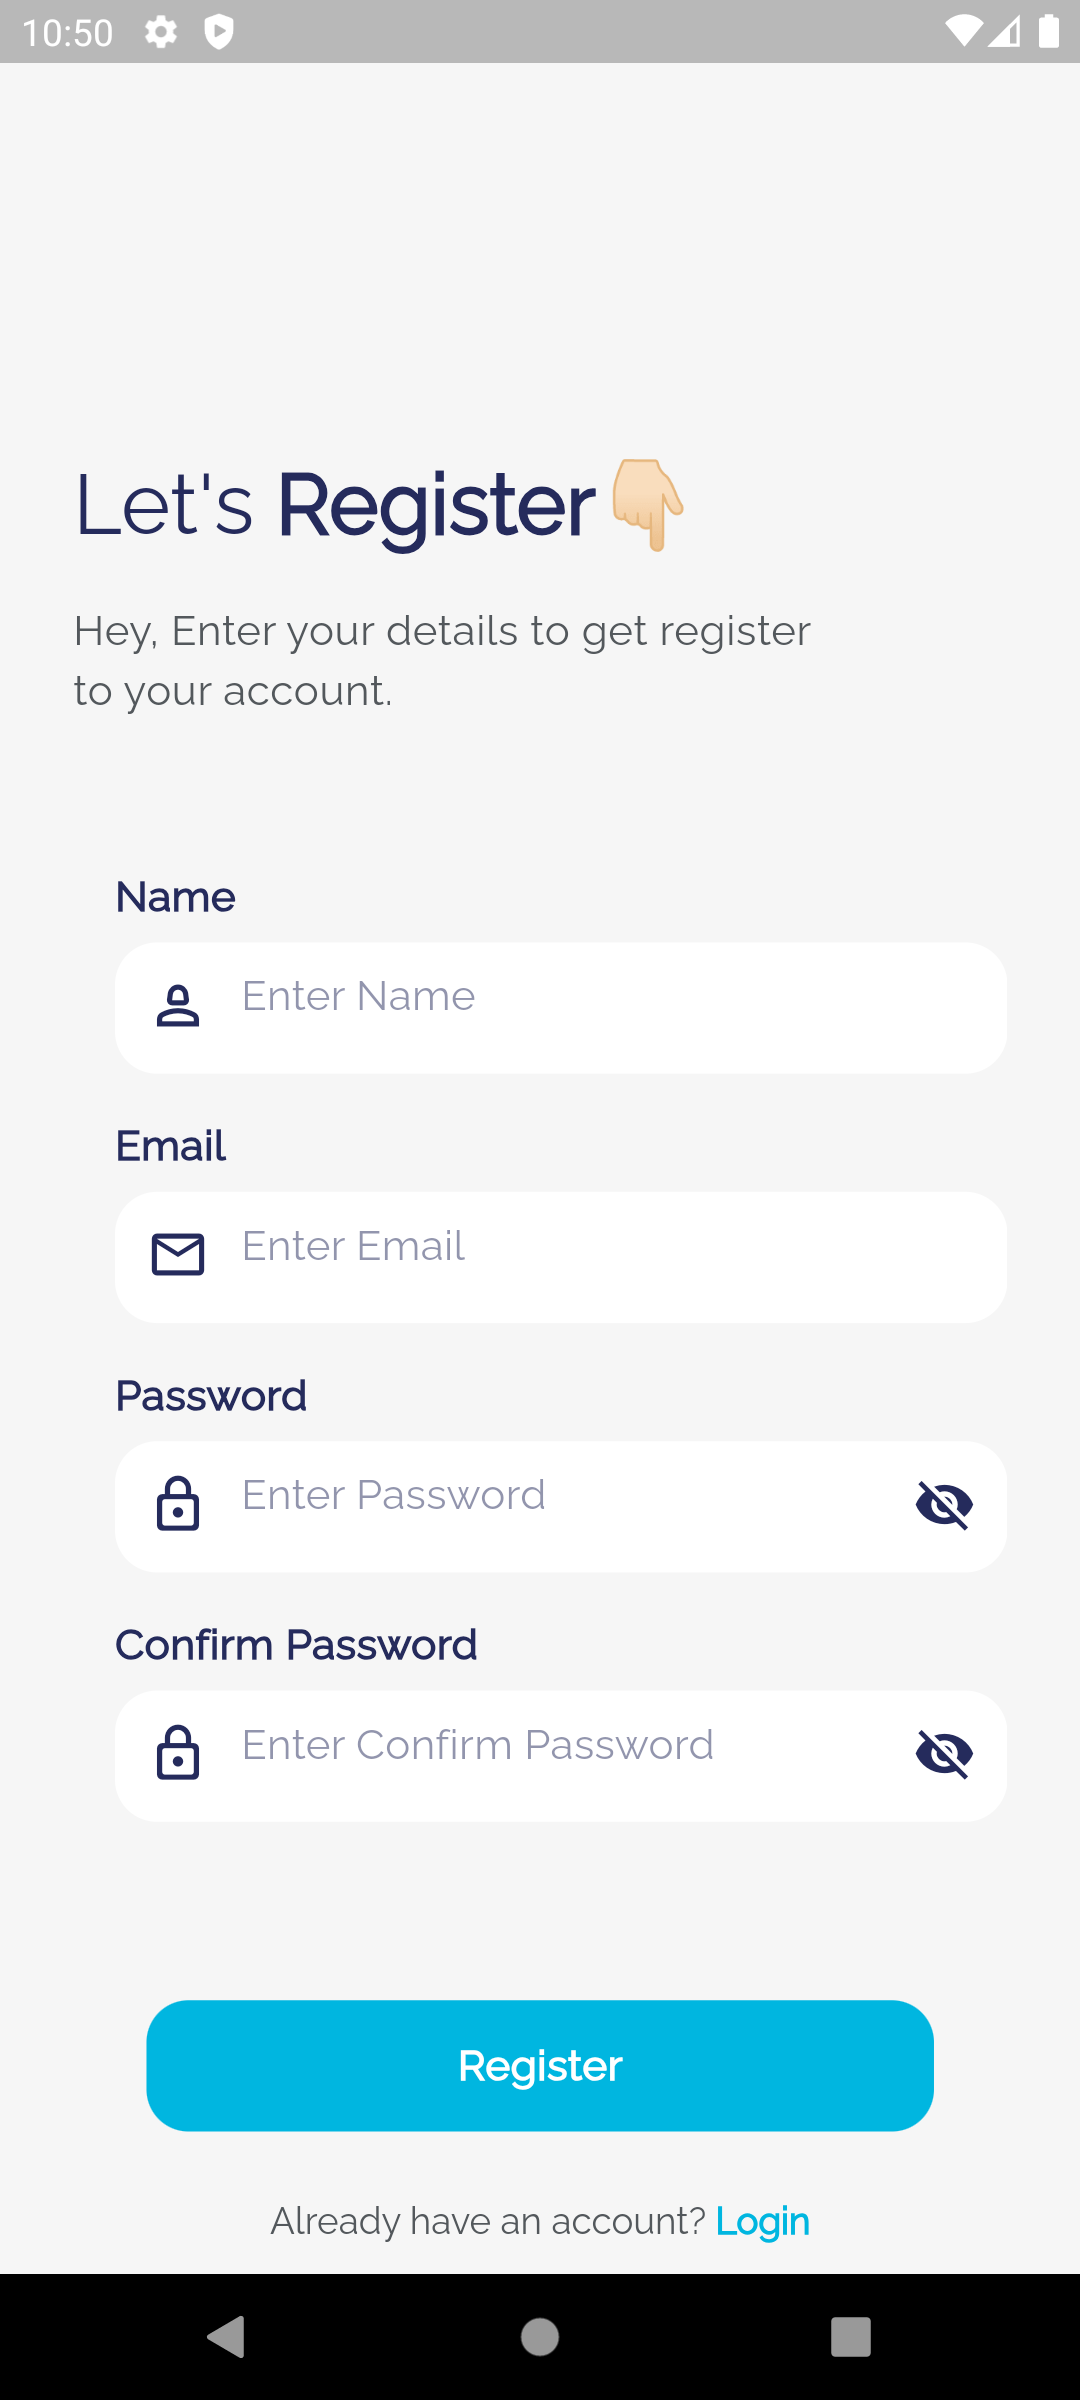 10:50
Let's Register👇🏼
Hey, Enter your details to get register
to your account.
Name
Enter Name
Email
Enter Email
Password
Enter Password
Confirm Password
Enter Confirm Password
Register
Already have an account? Login